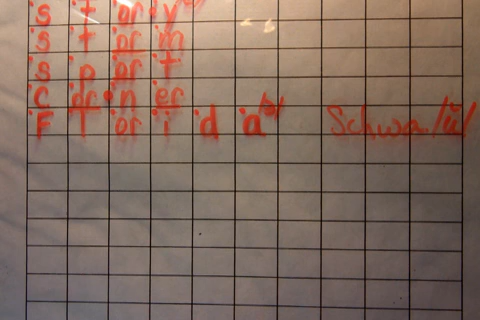 s t or y
s t or m
s p or t
c or n er
F l or i d a Schwa /ŭ/